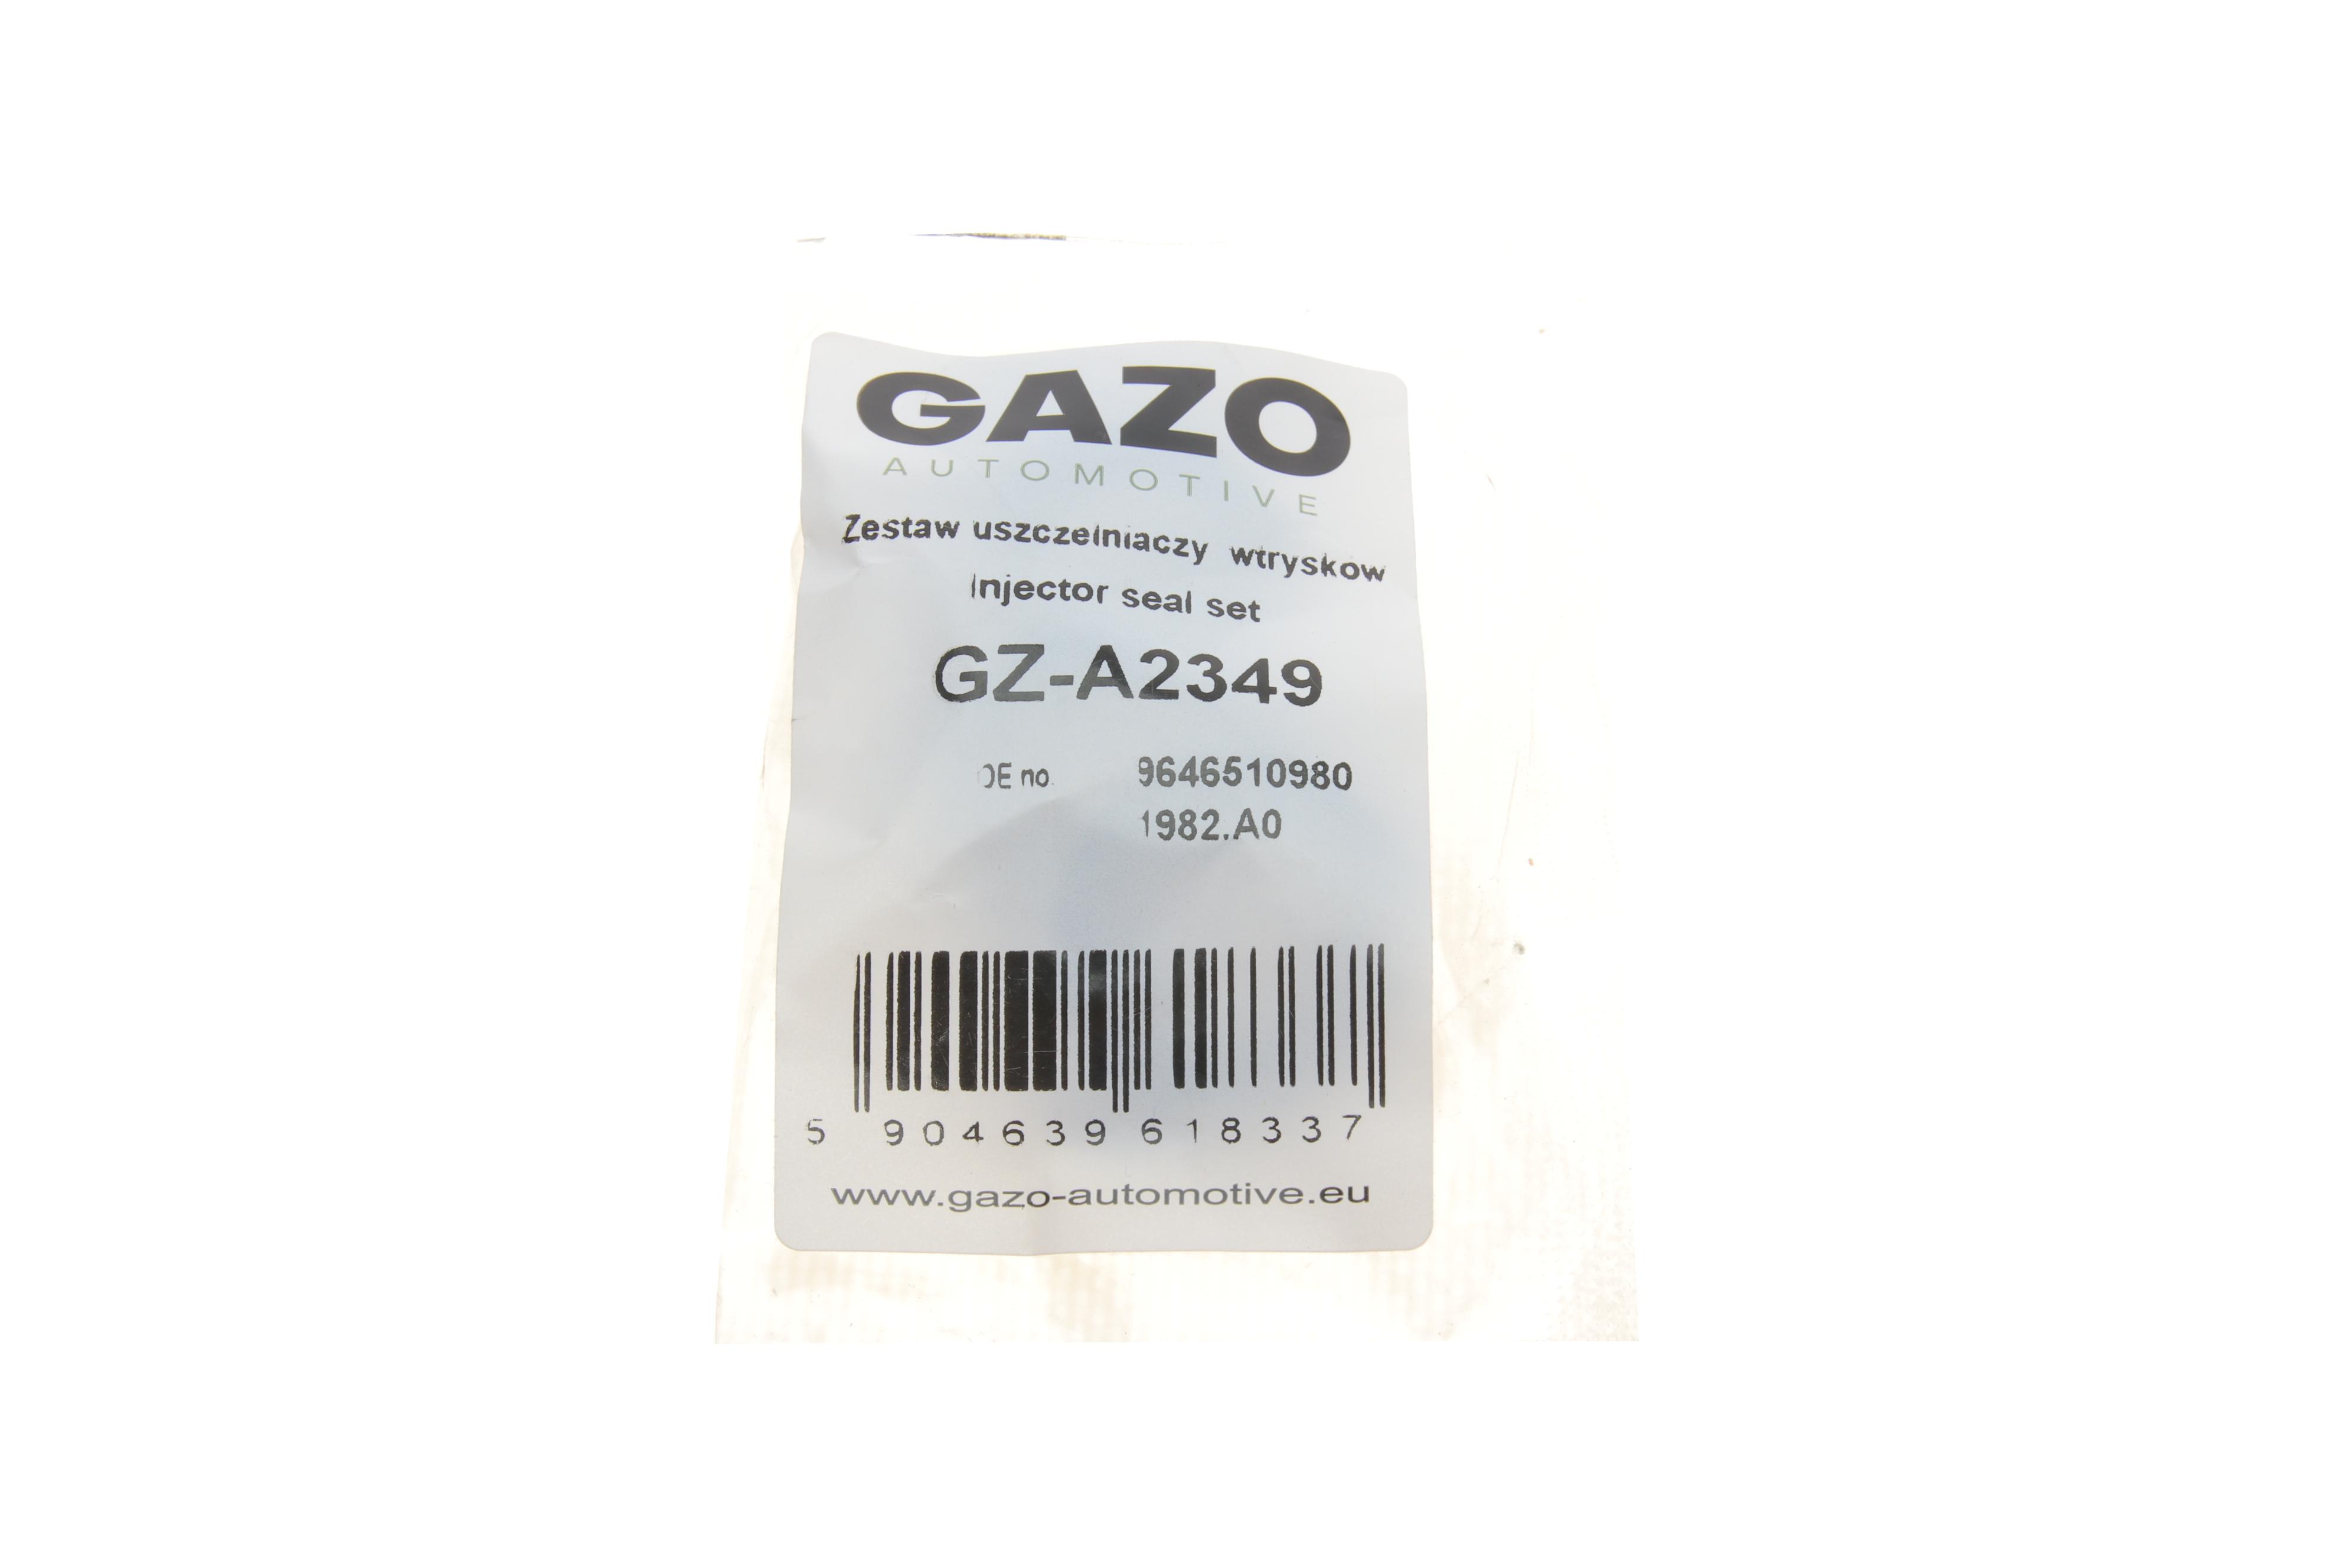 GAZO
AUTOMOTIVE
Zestaw uszczelniaczy wtryskow
Injector seal set
GZ-A2349
OE no. 9646510980
1982.A0
5 904639 618337
www.gazo-automotive.eu